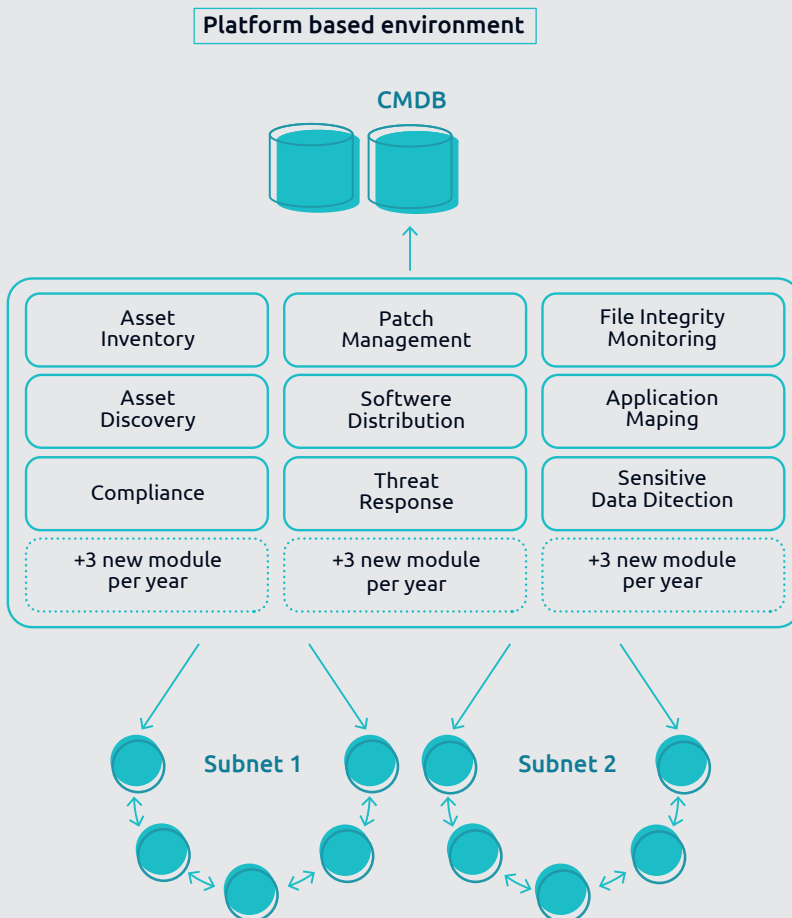 Platform based environment
CMDB
Asset
Inventory
Patch
Management
File Integrity
Monitoring
Asset
Discovery
Softwere
Distribution
Application
Maping
Compliance
Threat
Response
Sensitive
Data Ditection
+3 new module
per year
+3 new module
per year
+3 new module
per year
Subnet 1
Subnet 2